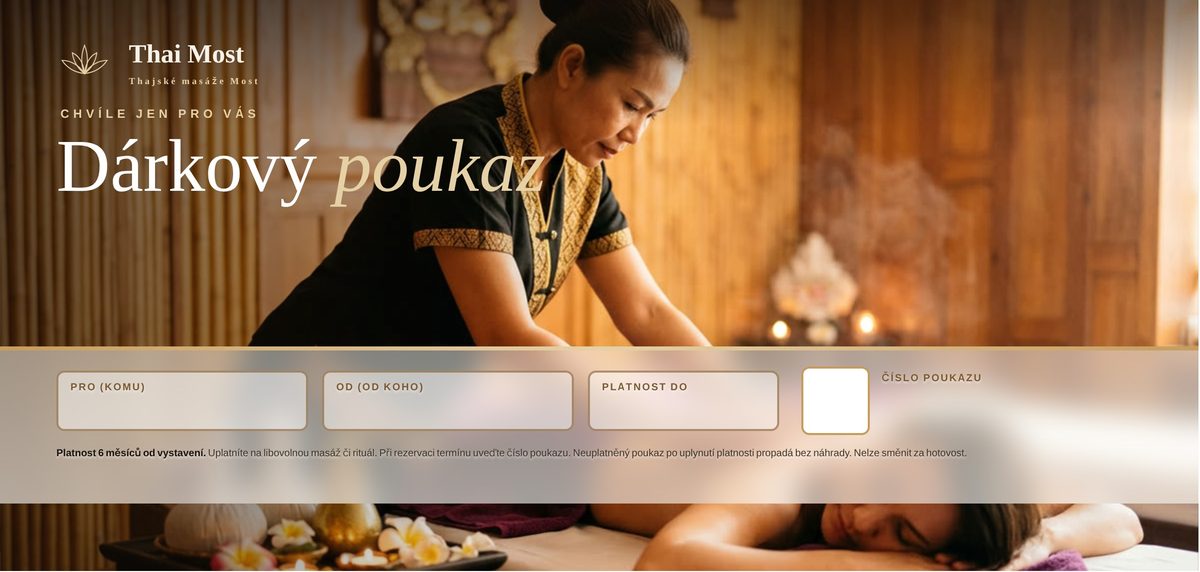 Thai Most
Thajské masáže Most
CHVÍLE JEN PRO VÁS
Dárkový poukaz
PRO (KOMU)
OD (OD KOHO)
PLATNOST DO
ČÍSLO POUKAZU
Platnost 6 měsíců od vystavení. Uplatníte na libovolnou masáž či rituál. Při rezervaci termínu uveďte číslo poukazu. Neuplatněný poukaz po uplynutí platnosti propadá bez náhrady. Nelze směnit za hotovost.